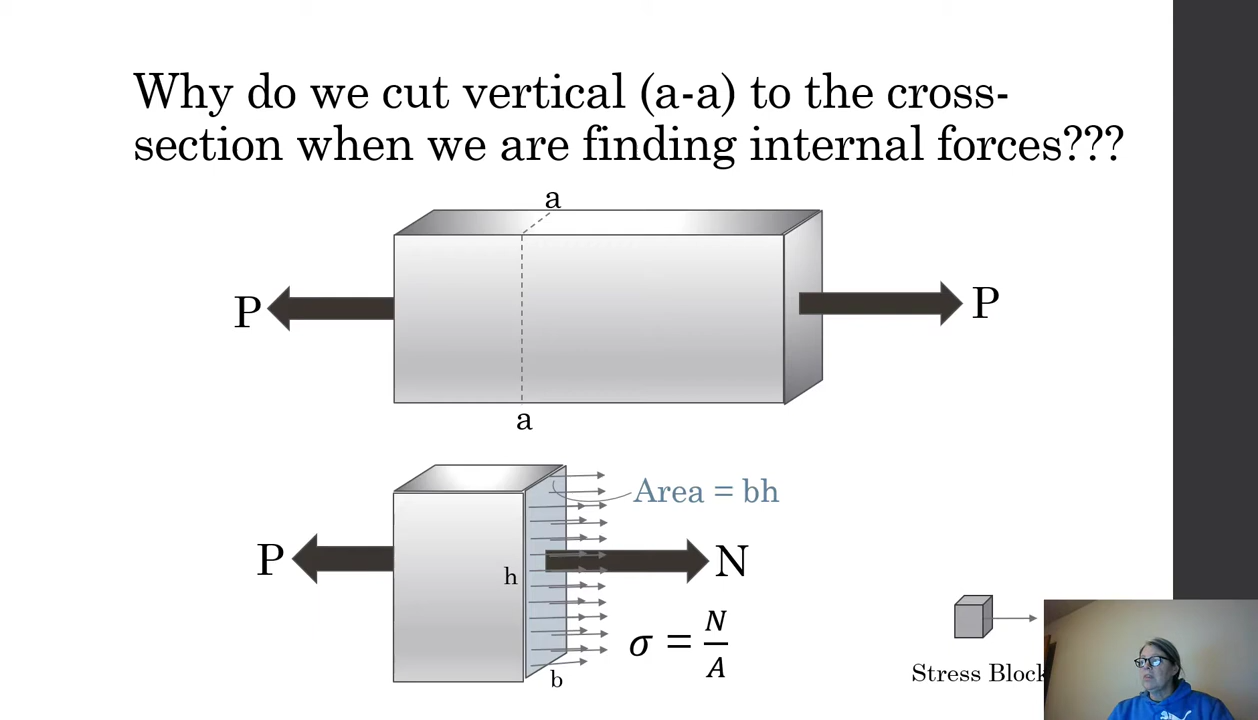 Why do we cut vertical (a-a) to the cross-
section when we are finding internal forces???
a
P
P
a
Area = bh
P
N
h
σ = N/A
b
Stress Block